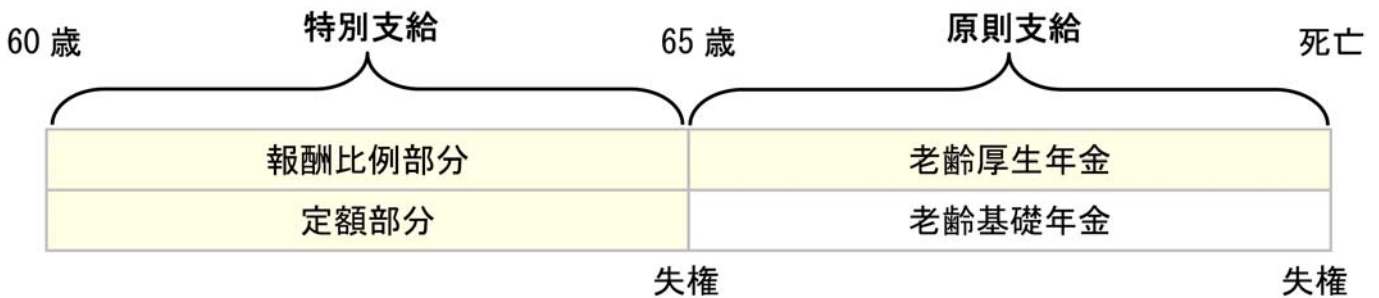 60 歳 特別支給 65 歳 原則支給 死亡
報酬比例部分 老齢厚生年金
定額部分 老齢基礎年金
失権 失権